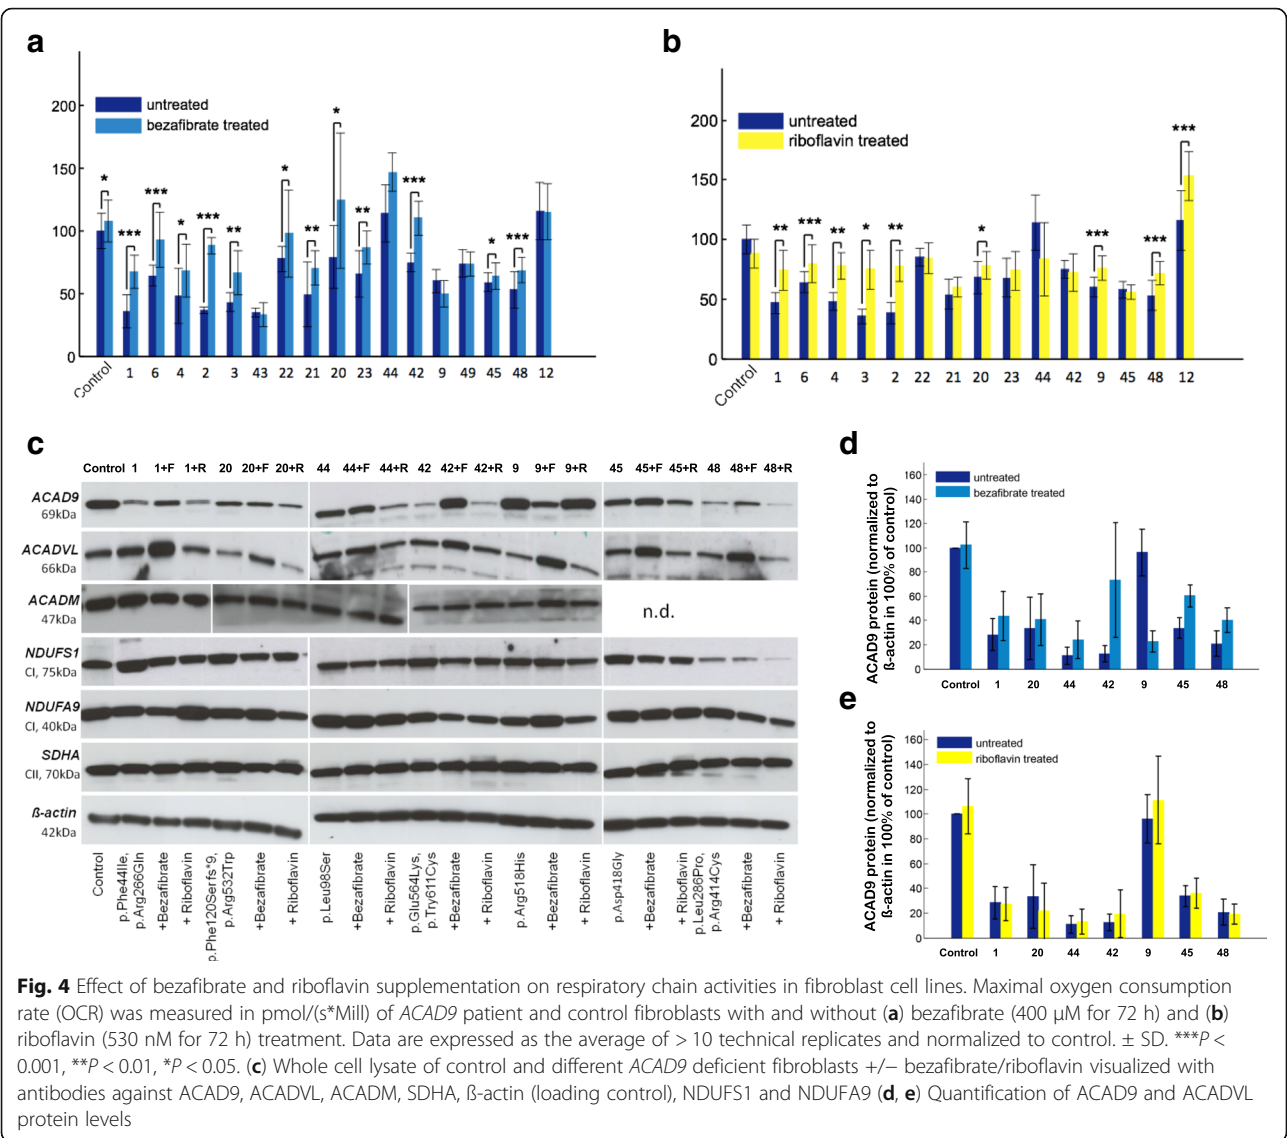 a
200
150
100
50
0
untreated
bezafibrate treated
* *** * *** ** * ** * ** *** * ***
Control 1 6 4 2 3 43 22 21 20 23 44 42 9 49 45 48 12
b
200
150
100
50
0
untreated
riboflavin treated
** *** ** * ** * *** *** ***
Control 1 6 4 3 2 22 21 20 23 44 42 9 45 48 12
c
Control 1 1+F 1+R 20 20+F 20+R 44 44+F 44+R 42 42+F 42+R 9 9+F 9+R 45 45+F 45+R 48 48+F 48+R
ACAD9
69kDa
ACADVL
66kDa
ACADM
47kDa
n.d.
NDUFS1
CI, 75kDa
NDUFA9
CI, 40kDa
SDHA
CII, 70kDa
ß-actin
42kDa
Control
p.Phe44Ile,
p.Arg266Gln
+Bezafibrate
+ Riboflavin
p.Phe120Serfs*9,
p.Arg532Trp
+Bezafibrate
+ Riboflavin
p.Leu98Ser
+Bezafibrate
+ Riboflavin
p.Glu564Lys,
p.Try611Cys
+Bezafibrate
+ Riboflavin
p.Arg518His
+Bezafibrate
+ Riboflavin
p.Asp418Gly
+Bezafibrate
+ Riboflavin
p.Leu286Pro,
p.Arg414Cys
+Bezafibrate
+ Riboflavin
d
ACAD9 protein (normalized to
ß-actin in 100% of control)
160
140
120
100
80
60
40
20
0
untreated
bezafibrate treated
Control 1 20 44 42 9 45 48
e
ACAD9 protein (normalized to
ß-actin in 100% of control)
160
140
120
100
80
60
40
20
0
untreated
riboflavin treated
Control 1 20 44 42 9 45 48
Fig. 4 Effect of bezafibrate and riboflavin supplementation on respiratory chain activities in fibroblast cell lines. Maximal oxygen consumption
rate (OCR) was measured in pmol/(s*Mill) of ACAD9 patient and control fibroblasts with and without (a) bezafibrate (400 μM for 72 h) and (b)
riboflavin (530 nM for 72 h) treatment. Data are expressed as the average of > 10 technical replicates and normalized to control. ± SD. ***P <
0.001, **P < 0.01, *P < 0.05. (c) Whole cell lysate of control and different ACAD9 deficient fibroblasts +/− bezafibrate/riboflavin visualized with
antibodies against ACAD9, ACADVL, ACADM, SDHA, ß-actin (loading control), NDUFS1 and NDUFA9 (d, e) Quantification of ACAD9 and ACADVL
protein levels